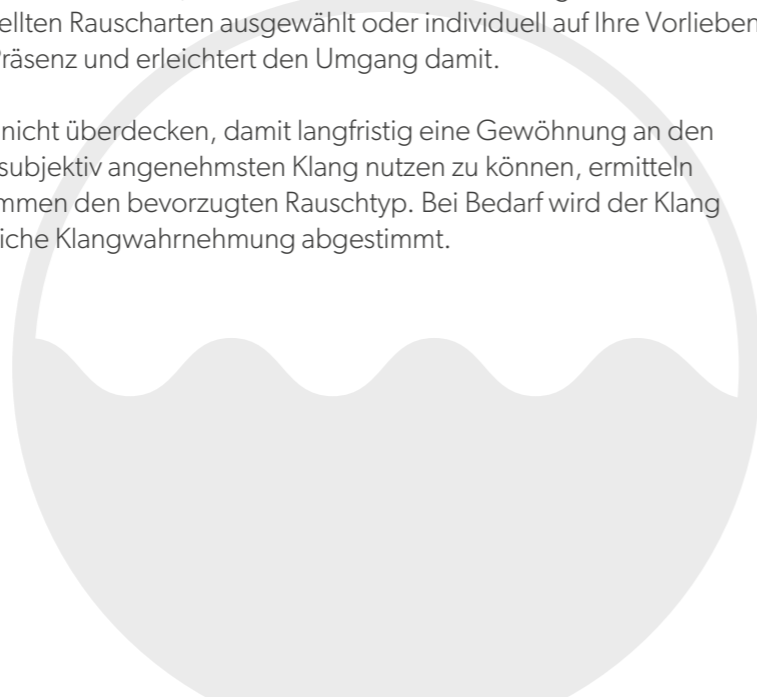 ellten Rauscharten ausgewählt oder individuell auf Ihre Vorlieben
Präsenz und erleichtert den Umgang damit.
nicht überdecken, damit langfristig eine Gewöhnung an den
subjektiv angenehmsten Klang nutzen zu können, ermitteln
mmen den bevorzugten Rauschtyp. Bei Bedarf wird der Klang
iche Klangwahrnehmung abgestimmt.